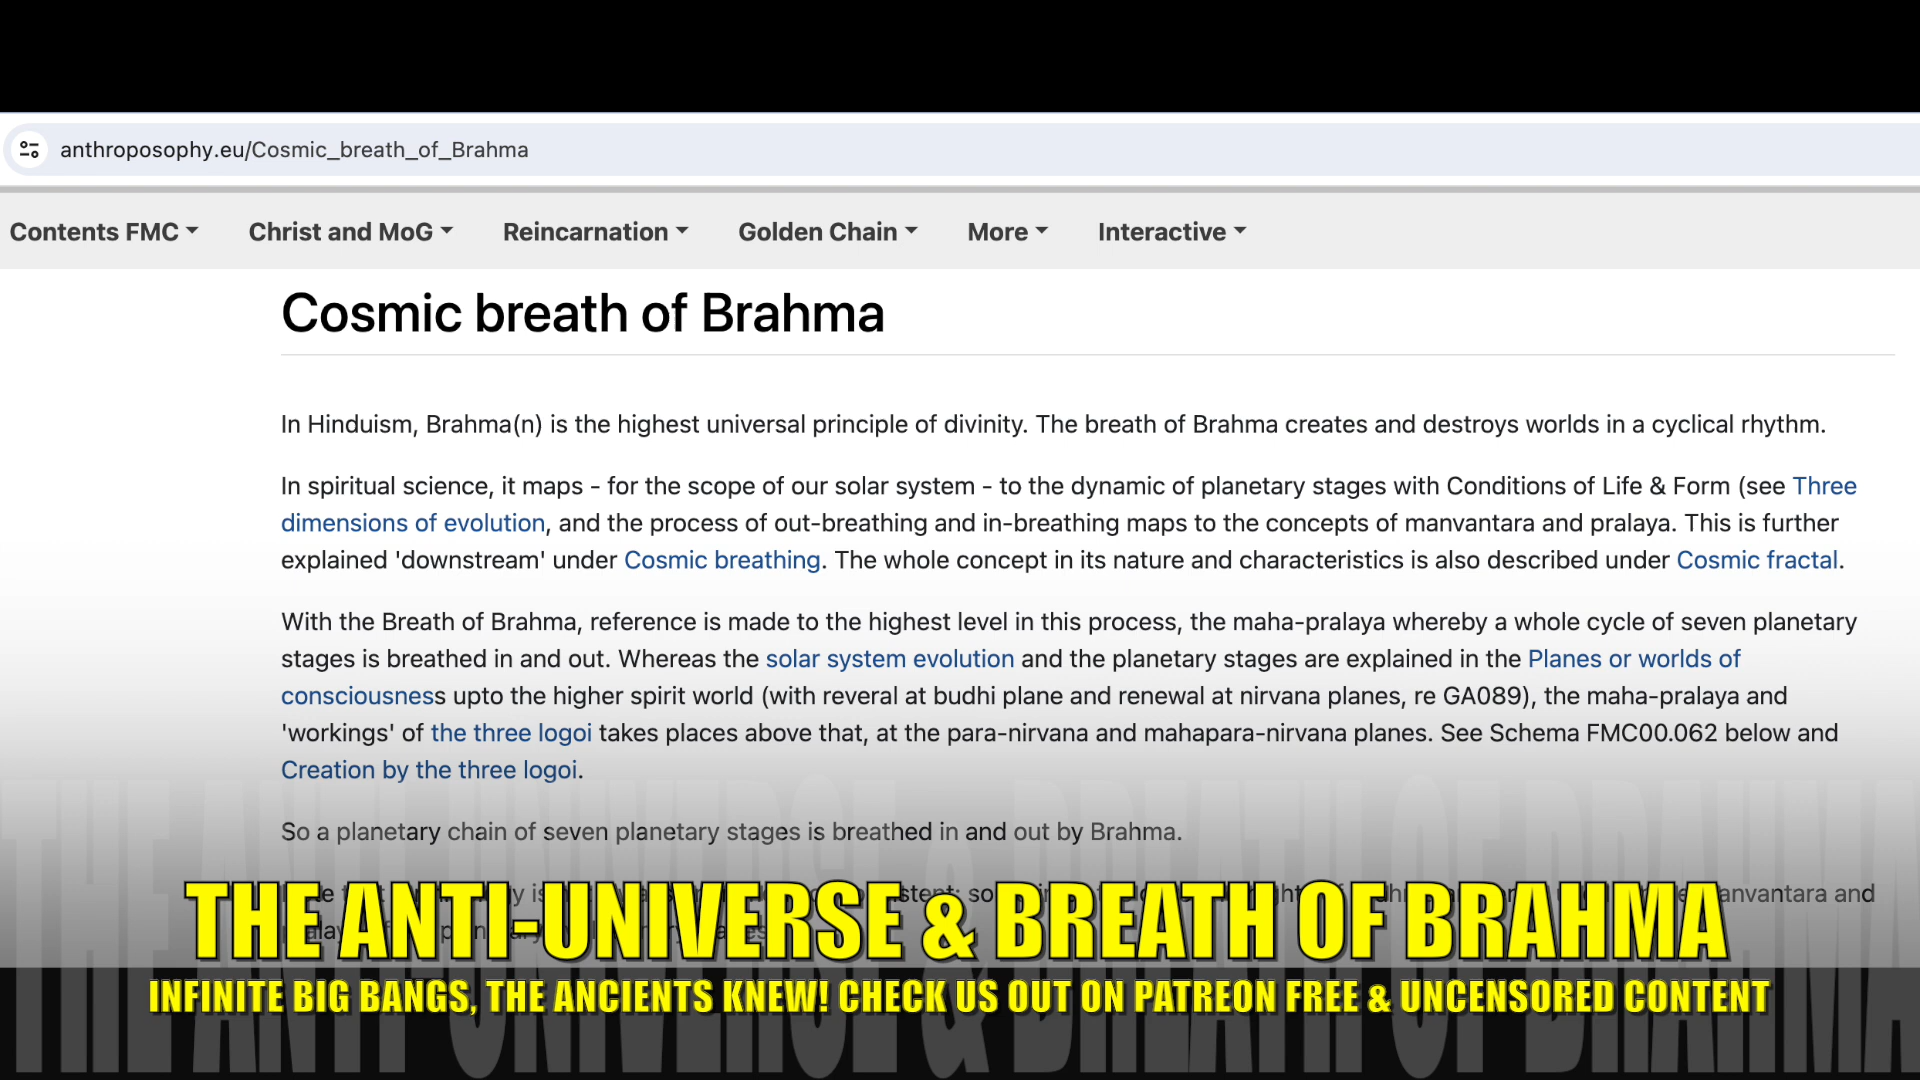 anthroposophy.eu/Cosmic_breath_of_Brahma
Contents FMC Christ and MoG Reincarnation Golden Chain More Interactive
Cosmic breath of Brahma
In Hinduism, Brahma(n) is the highest universal principle of divinity. The breath of Brahma creates and destroys worlds in a cyclical rhythm.
In spiritual science, it maps - for the scope of our solar system - to the dynamic of planetary stages with Conditions of Life & Form (see Three
dimensions of evolution, and the process of out-breathing and in-breathing maps to the concepts of manvantara and pralaya. This is further
explained 'downstream' under Cosmic breathing. The whole concept in its nature and characteristics is also described under Cosmic fractal.
With the Breath of Brahma, reference is made to the highest level in this process, the maha-pralaya whereby a whole cycle of seven planetary
stages is breathed in and out. Whereas the solar system evolution and the planetary stages are explained in the Planes or worlds of
consciousness upto the higher spirit world (with reveral at budhi plane and renewal at nirvana planes, re GA089), the maha-pralaya and
'workings' of the three logoi takes places above that, at the para-nirvana and mahapara-nirvana planes. See Schema FMC00.062 below and
Creation by the three logoi.
So a planetary chain of seven planetary stages is breathed in and out by Brahma.
and
THE ANTI-UNIVERSE & BREATH OF BRAHMA
INFINITE BIG BANGS, THE ANCIENTS KNEW! CHECK US OUT ON PATREON FREE & UNCENSORED CONTENT
THE ANTI-UNIVERSE & BREATH OF BRAHMA